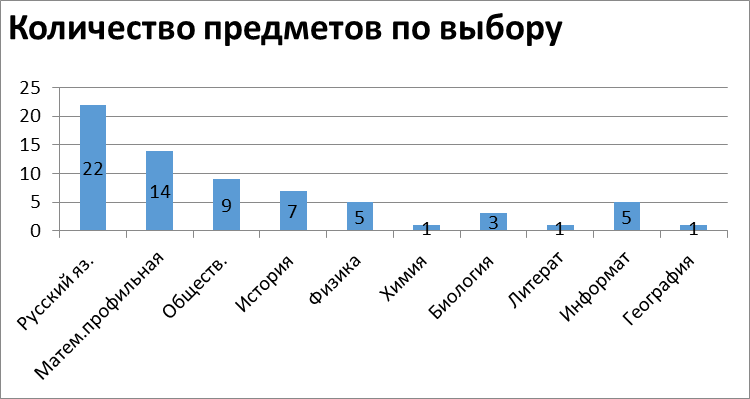 Количество предметов по выбору
25
20
15
10
5
0
22
14
9
7
5
1
3
1
5
1
Русский яз.
Матем.профильная
Обществ.
История
Физика
Химия
Биология
Литерат
Информат
География